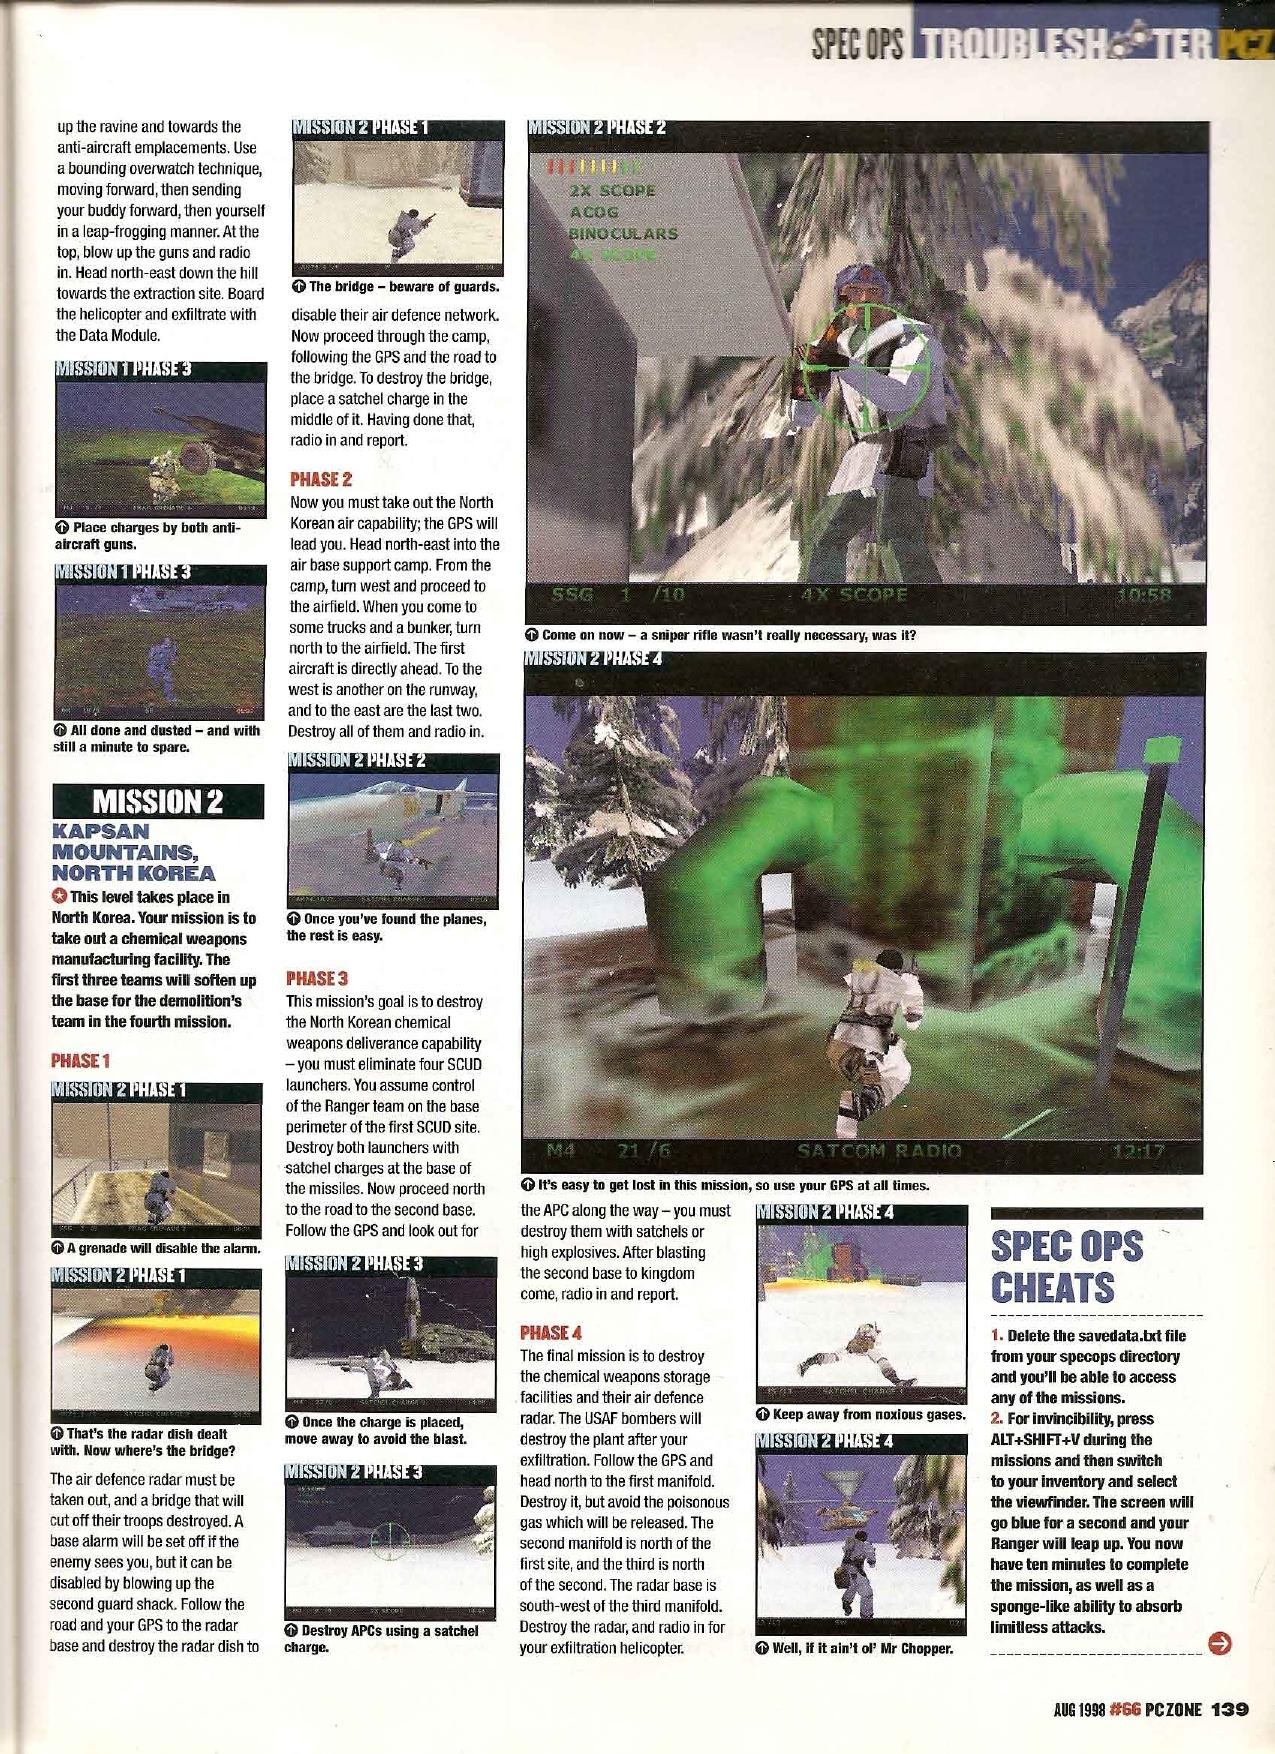 SPEC OPS TROUBLESHOOTER PCZ
up the ravine and towards the
anti-aircraft emplacements. Use
a bounding overwatch technique,
moving forward, then sending
your buddy forward, then yourself
in a leap-frogging manner. At the
top, blow up the guns and radio
in. Head north-east down the hill
towards the extraction site. Board
the helicopter and exfiltrate with
the Data Module.
MISSION 1 PHASE 3
Place charges by both anti-
aircraft guns.
MISSION 1 PHASE 3
All done and dusted – and with
still a minute to spare.
MISSION 2
KAPSAN
MOUNTAINS,
NORTH KOREA
This level takes place in
North Korea. Your mission is to
take out a chemical weapons
manufacturing facility. The
first three teams will soften up
the base for the demolition's
team in the fourth mission.
PHASE 1
MISSION 2 PHASE 1
A grenade will disable the alarm.
MISSION 2 PHASE 1
That's the radar dish dealt
with. Now where's the bridge?
The air defence radar must be
taken out, and a bridge that will
cut off their troops destroyed. A
base alarm will be set off if the
enemy sees you, but it can be
disabled by blowing up the
second guard shack. Follow the
road and your GPS to the radar
base and destroy the radar dish to
MISSION 2 PHASE 1
The bridge – beware of guards.
disable their air defence network.
Now proceed through the camp,
following the GPS and the road to
the bridge. To destroy the bridge,
place a satchel charge in the
middle of it. Having done that,
radio in and report.
PHASE 2
Now you must take out the North
Korean air capability; the GPS will
lead you. Head north-east into the
air base support camp. From the
camp, turn west and proceed to
the airfield. When you come to
some trucks and a bunker, turn
north to the airfield. The first
aircraft is directly ahead. To the
west is another on the runway,
and to the east are the last two.
Destroy all of them and radio in.
MISSION 2 PHASE 2
Once you've found the planes,
the rest is easy.
PHASE 3
This mission's goal is to destroy
the North Korean chemical
weapons deliverance capability
– you must eliminate four SCUD
launchers. You assume control
of the Ranger team on the base
perimeter of the first SCUD site.
Destroy both launchers with
satchel charges at the base of
the missiles. Now proceed north
to the road to the second base.
Follow the GPS and look out for
MISSION 2 PHASE 3
Once the charge is placed,
move away to avoid the blast.
MISSION 2 PHASE 3
Destroy APCs using a satchel
charge.
MISSION 2 PHASE 2
2X SCOPE
ACOG
BINOCULARS
4X SCOPE
SSG 1 /10 4X SCOPE 10:58
Come on now – a sniper rifle wasn't really necessary, was it?
MISSION 2 PHASE 4
M4 21 /6 SATCOM RADIO 12:17
It's easy to get lost in this mission, so use your GPS at all times.
the APC along the way – you must
destroy them with satchels or
high explosives. After blasting
the second base to kingdom
come, radio in and report.
PHASE 4
The final mission is to destroy
the chemical weapons storage
facilities and their air defence
radar. The USAF bombers will
destroy the plant after your
exfiltration. Follow the GPS and
head north to the first manifold.
Destroy it, but avoid the poisonous
gas which will be released. The
second manifold is north of the
first site, and the third is north
of the second. The radar base is
south-west of the third manifold.
Destroy the radar, and radio in for
your exfiltration helicopter.
MISSION 2 PHASE 4
Keep away from noxious gases.
MISSION 2 PHASE 4
Well, if it ain't ol' Mr Chopper.
SPEC OPS
CHEATS
1. Delete the savedata.txt file
from your specops directory
and you'll be able to access
any of the missions.
2. For invincibility, press
ALT+SHIFT+V during the
missions and then switch
to your inventory and select
the viewfinder. The screen will
go blue for a second and your
Ranger will leap up. You now
have ten minutes to complete
the mission, as well as a
sponge-like ability to absorb
limitless attacks.
AUG 1998 #66 PC ZONE 139